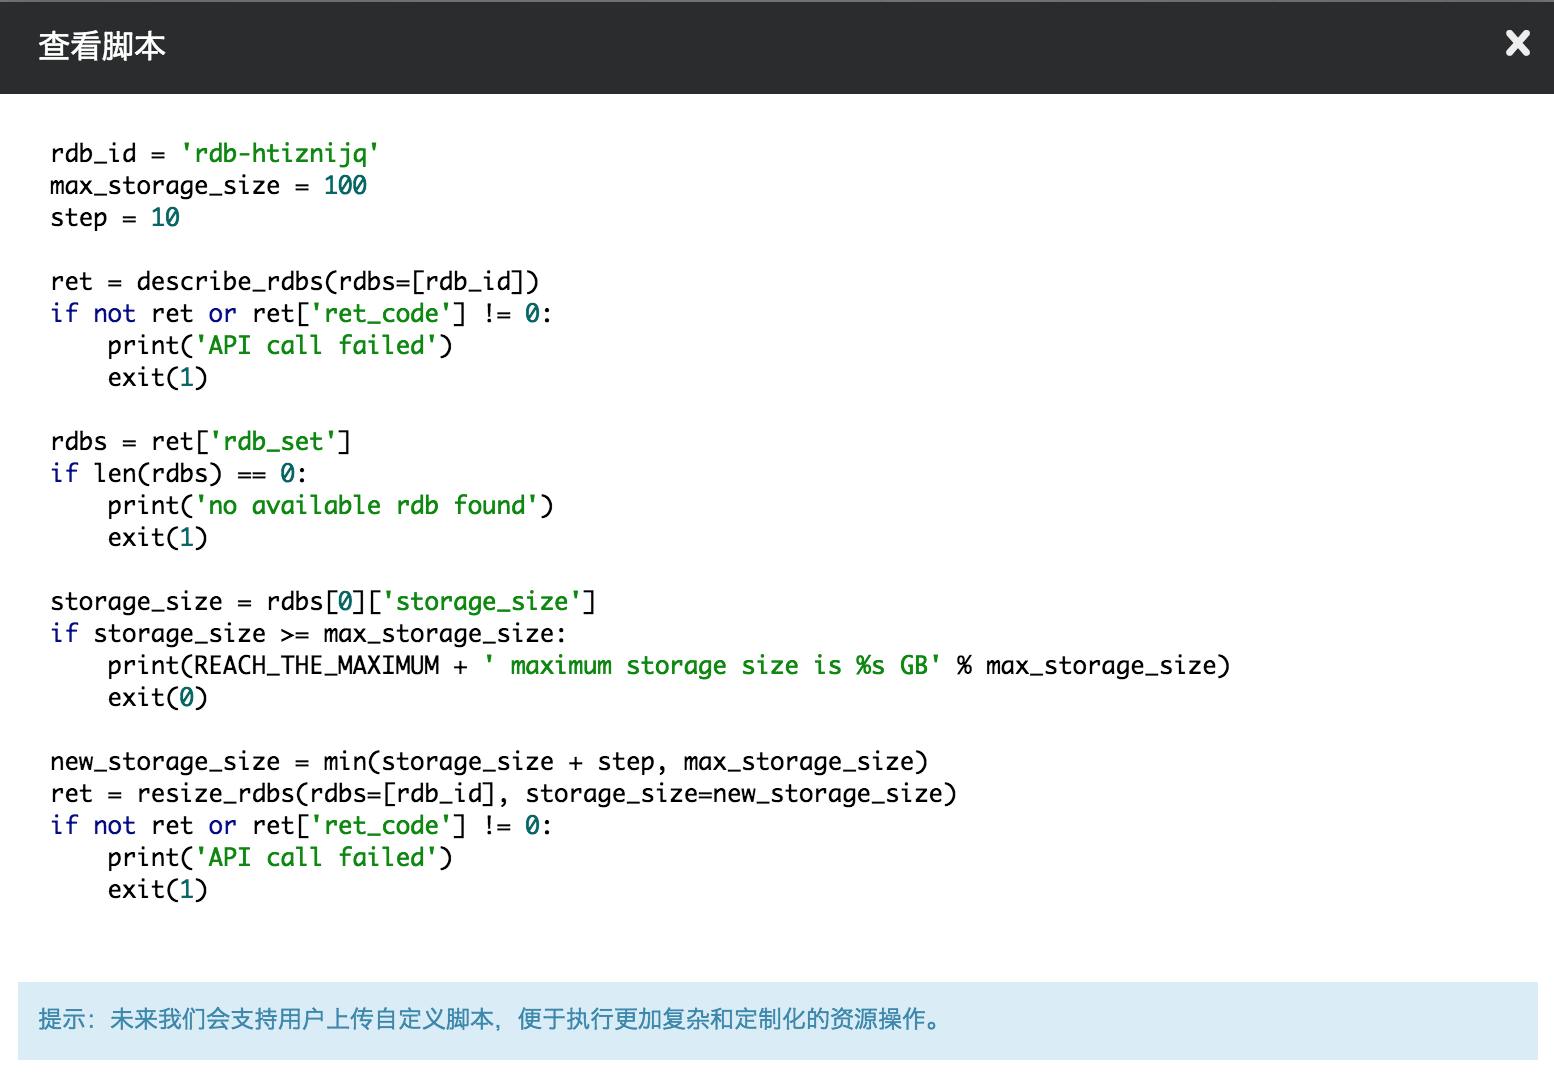 查看脚本
rdb_id = 'rdb-htiznijq'
max_storage_size = 100
step = 10
ret = describe_rdbs(rdbs=[rdb_id])
if not ret or ret['ret_code'] != 0:
    print('API call failed')
    exit(1)
rdbs = ret['rdb_set']
if len(rdbs) == 0:
    print('no available rdb found')
    exit(1)
storage_size = rdbs[0]['storage_size']
if storage_size >= max_storage_size:
    print(REACH_THE_MAXIMUM + ' maximum storage size is %s GB' % max_storage_size)
    exit(0)
new_storage_size = min(storage_size + step, max_storage_size)
ret = resize_rdbs(rdbs=[rdb_id], storage_size=new_storage_size)
if not ret or ret['ret_code'] != 0:
    print('API call failed')
    exit(1)
提示：未来我们会支持用户上传自定义脚本，便于执行更加复杂和定制化的资源操作。